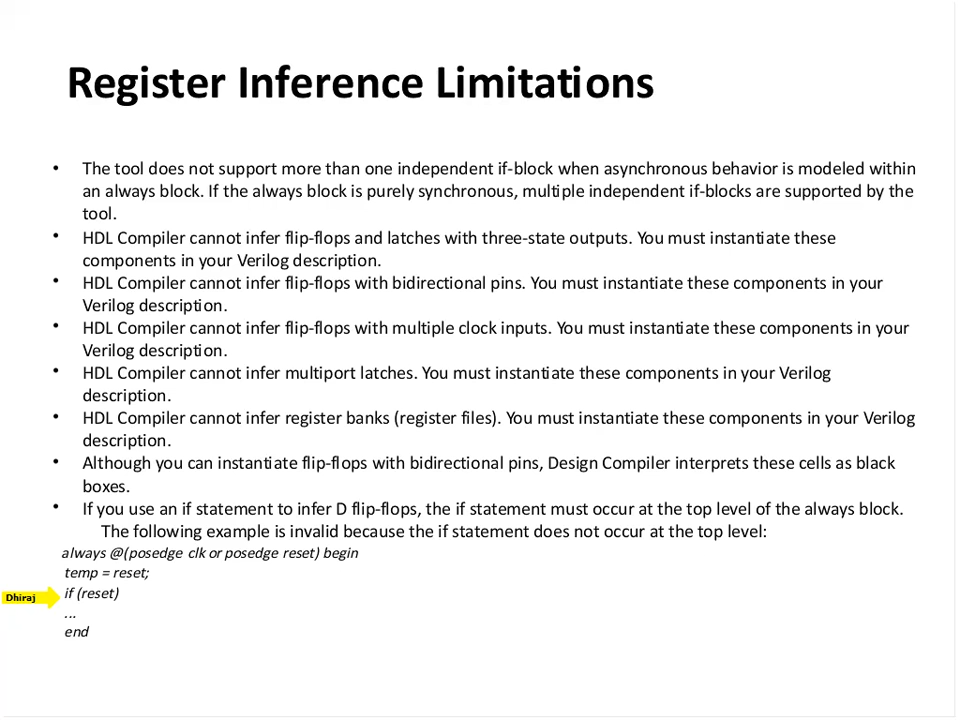 Register Inference Limitations
• The tool does not support more than one independent if-block when asynchronous behavior is modeled within
an always block. If the always block is purely synchronous, multiple independent if-blocks are supported by the
tool.
• HDL Compiler cannot infer flip-flops and latches with three-state outputs. You must instantiate these
components in your Verilog description.
• HDL Compiler cannot infer flip-flops with bidirectional pins. You must instantiate these components in your
Verilog description.
• HDL Compiler cannot infer flip-flops with multiple clock inputs. You must instantiate these components in your
Verilog description.
• HDL Compiler cannot infer multiport latches. You must instantiate these components in your Verilog
description.
• HDL Compiler cannot infer register banks (register files). You must instantiate these components in your Verilog
description.
• Although you can instantiate flip-flops with bidirectional pins, Design Compiler interprets these cells as black
boxes.
• If you use an if statement to infer D flip-flops, the if statement must occur at the top level of the always block.
The following example is invalid because the if statement does not occur at the top level:
always @(posedge clk or posedge reset) begin
temp = reset;
Dhiraj if (reset)
...
end